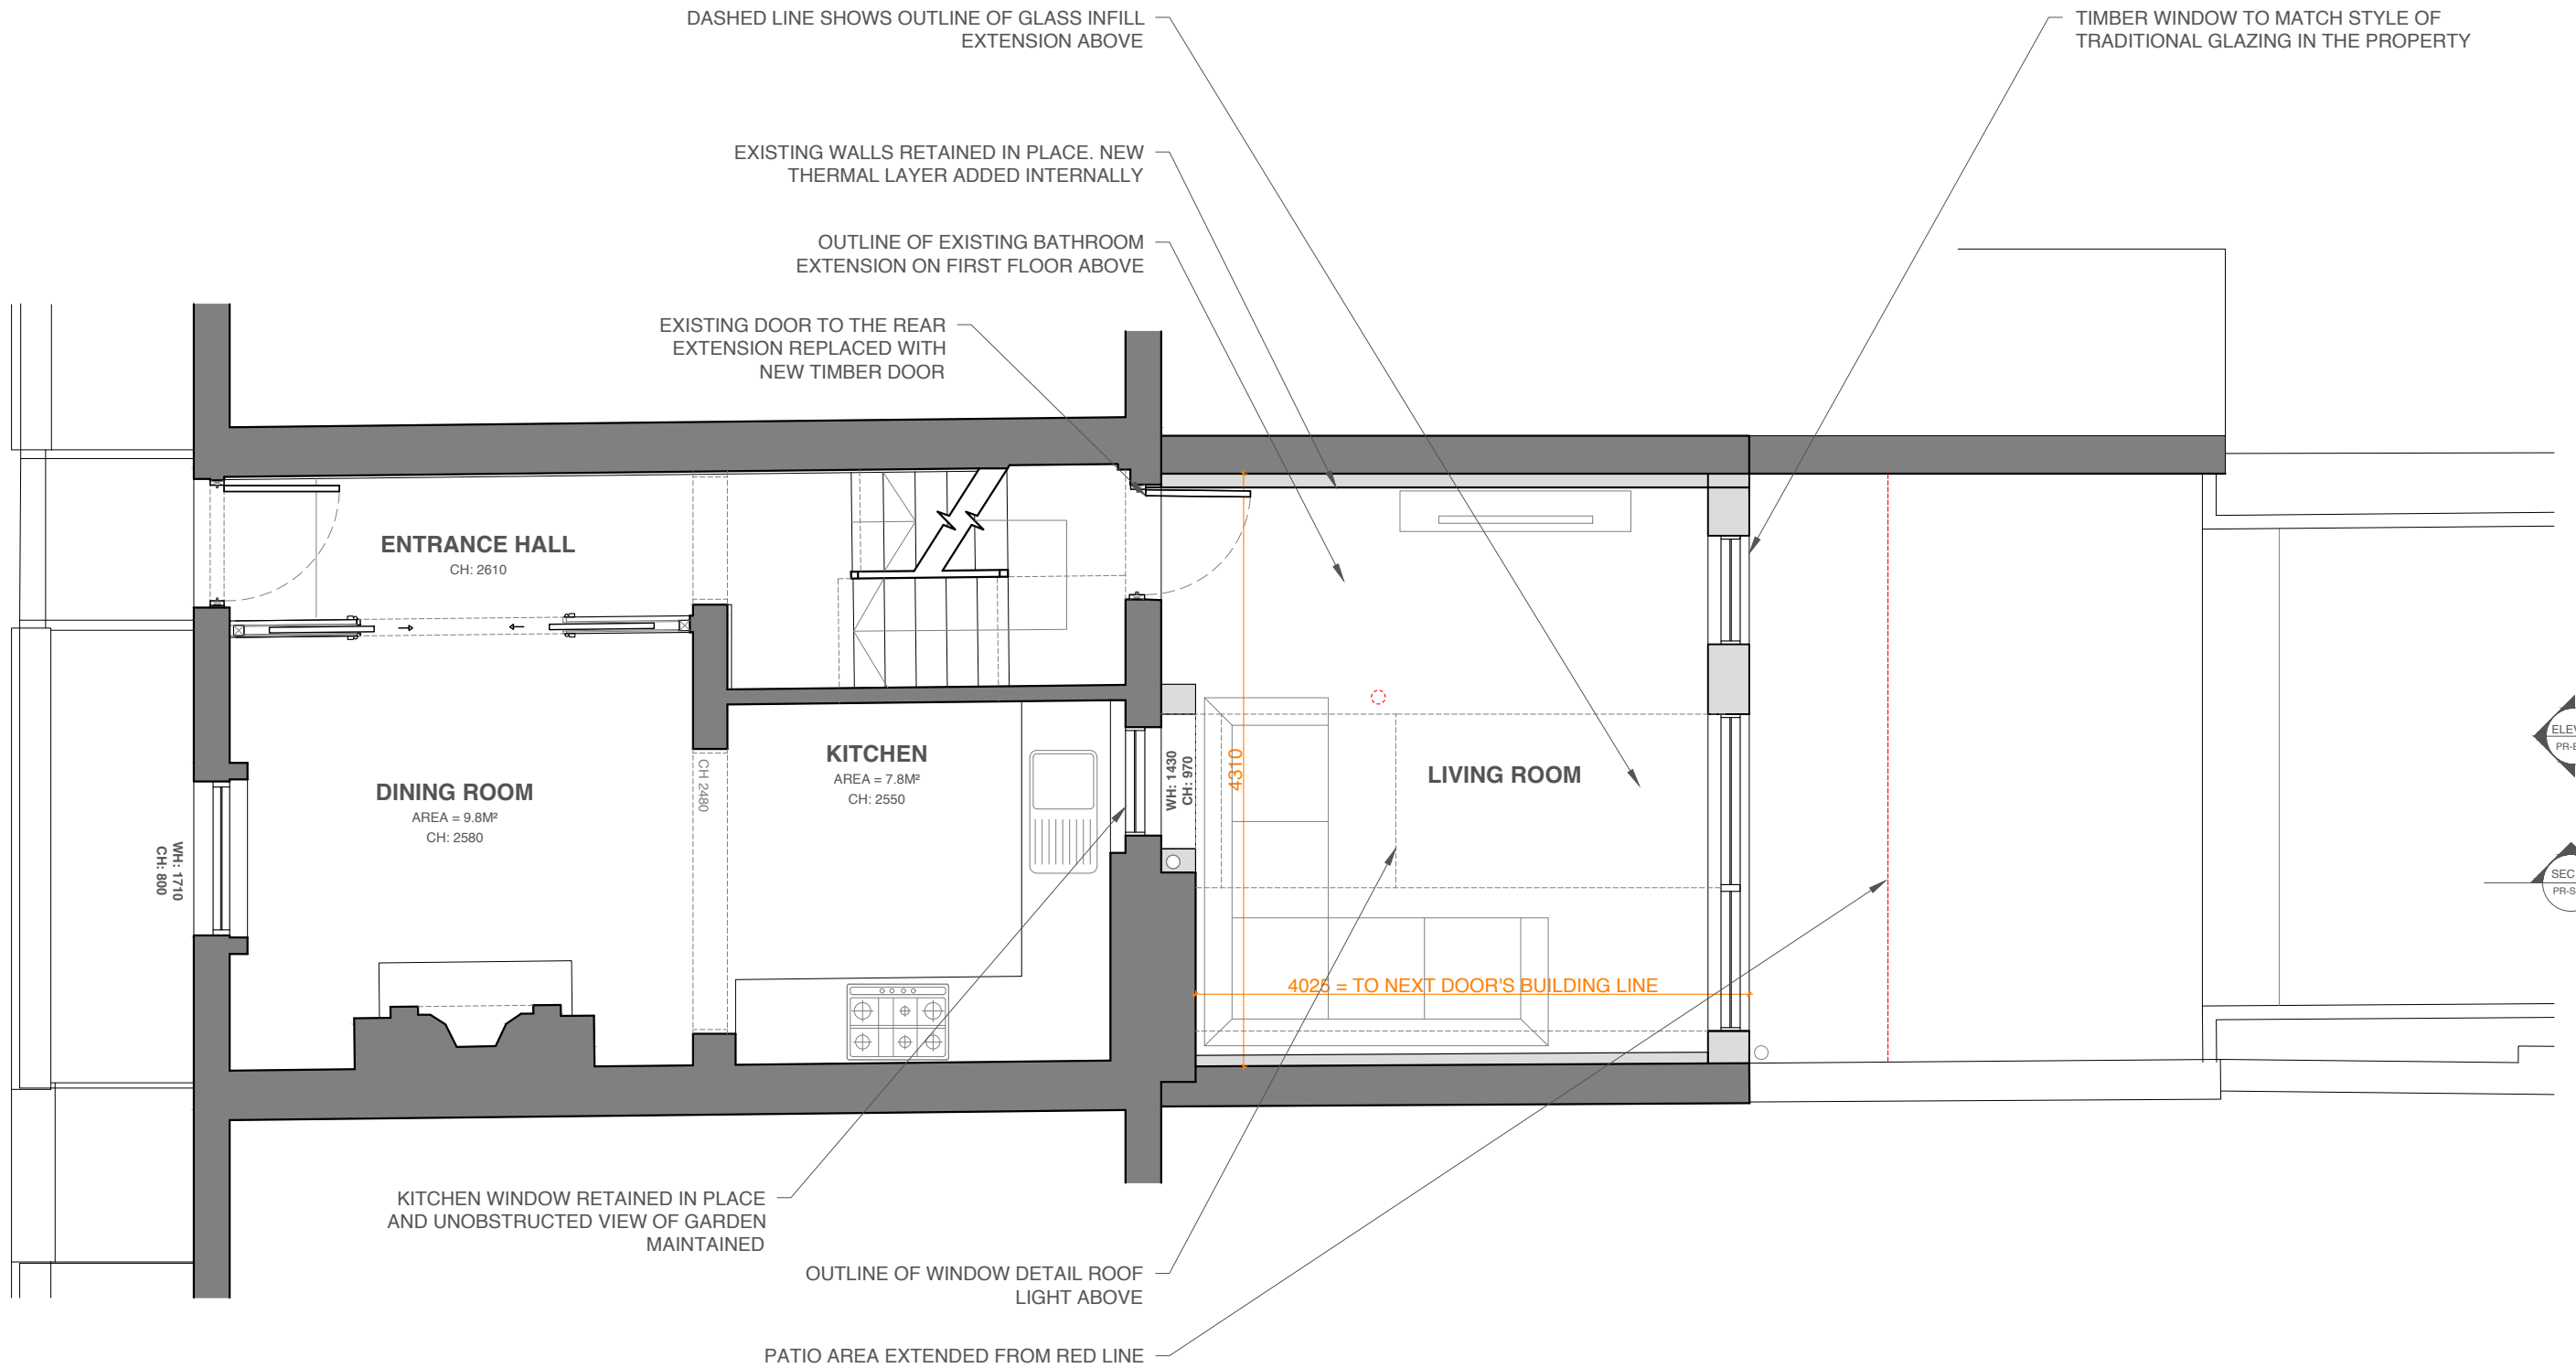 DASHED LINE SHOWS OUTLINE OF GLASS INFILL
EXTENSION ABOVE
TIMBER WINDOW TO MATCH STYLE OF
TRADITIONAL GLAZING IN THE PROPERTY
EXISTING WALLS RETAINED IN PLACE. NEW
THERMAL LAYER ADDED INTERNALLY
OUTLINE OF EXISTING BATHROOM
EXTENSION ON FIRST FLOOR ABOVE
EXISTING DOOR TO THE REAR
EXTENSION REPLACED WITH
NEW TIMBER DOOR
ENTRANCE HALL
CH: 2610
DINING ROOM
AREA = 9.8M²
CH: 2580
WH: 1710
CH: 800
CH 2480
KITCHEN
AREA = 7.8M²
CH: 2550
WH: 1430
CH: 970
4310
LIVING ROOM
4025 = TO NEXT DOOR'S BUILDING LINE
KITCHEN WINDOW RETAINED IN PLACE
AND UNOBSTRUCTED VIEW OF GARDEN
MAINTAINED
OUTLINE OF WINDOW DETAIL ROOF
LIGHT ABOVE
PATIO AREA EXTENDED FROM RED LINE